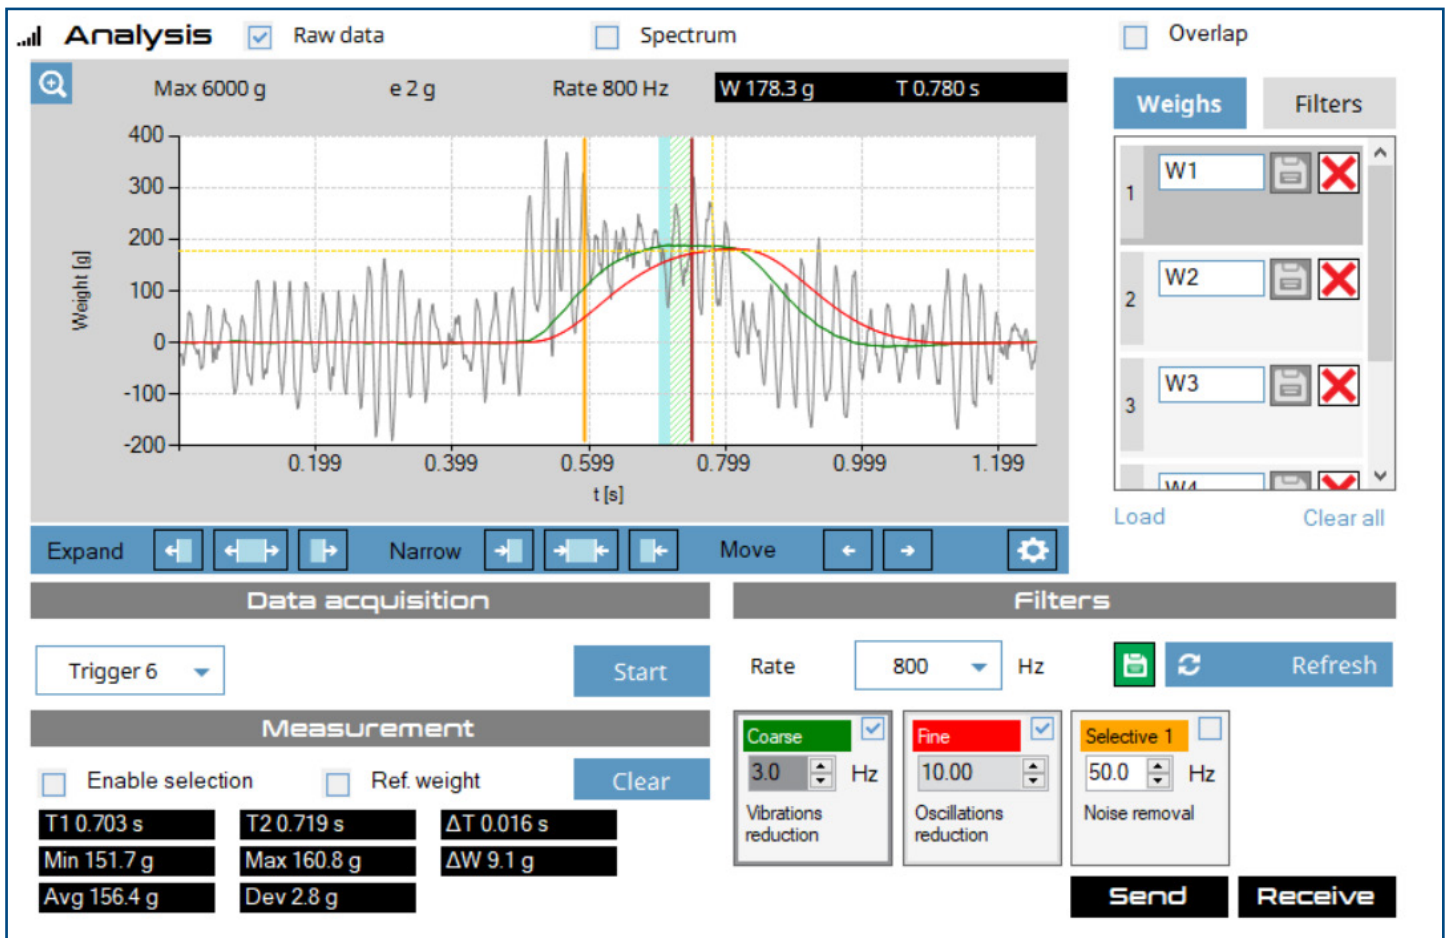 Analysis Raw data Spectrum Overlap
Max 6000 g e 2 g Rate 800 Hz W 178.3 g T 0.780 s
Weighs Filters
Weight [g]
400
300
200
100
0
-100
-200
0.199 0.399 0.599 0.799 0.999 1.199
t [s]
1 W1
2 W2
3 W3
W4
Load Clear all
Expand Narrow Move
Data acquisition
Trigger 6 Start
Measurement
Enable selection Ref. weight Clear
T1 0.703 s T2 0.719 s ΔT 0.016 s
Min 151.7 g Max 160.8 g ΔW 9.1 g
Avg 156.4 g Dev 2.8 g
Filters
Rate 800 Hz Refresh
Coarse Fine Selective 1
3.0 Hz 10.00 50.0 Hz
Vibrations
reduction
Oscillations
reduction
Noise removal
Send Receive